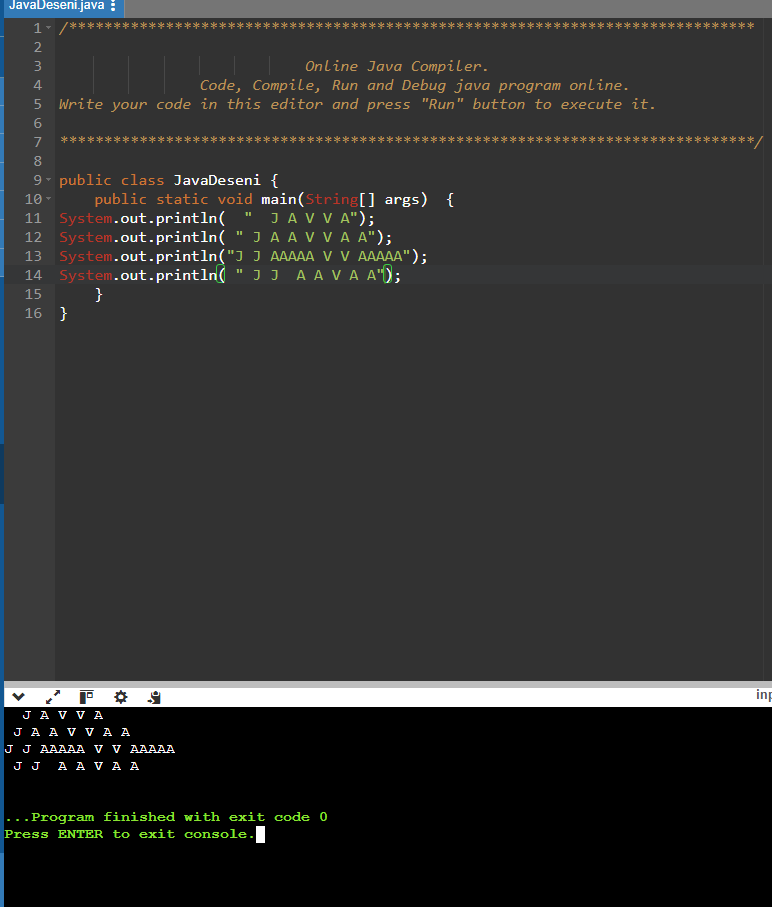 JavaDeseni.java
1 /******************************************************************************
2
3                             Online Java Compiler.
4                 Code, Compile, Run and Debug java program online.
5 Write your code in this editor and press "Run" button to execute it.
6
7 *******************************************************************************/
8
9 public class JavaDeseni {
10     public static void main(String[] args)  {
11 System.out.println(  "  J A V V A");
12 System.out.println( " J A A V V A A");
13 System.out.println("J J AAAAA V V AAAAA");
14 System.out.println( " J J  A A V A A");
15     }
16 }
inp
  J A V V A
 J A A V V A A
J J AAAAA V V AAAAA
 J J  A A V A A
...Program finished with exit code 0
Press ENTER to exit console.